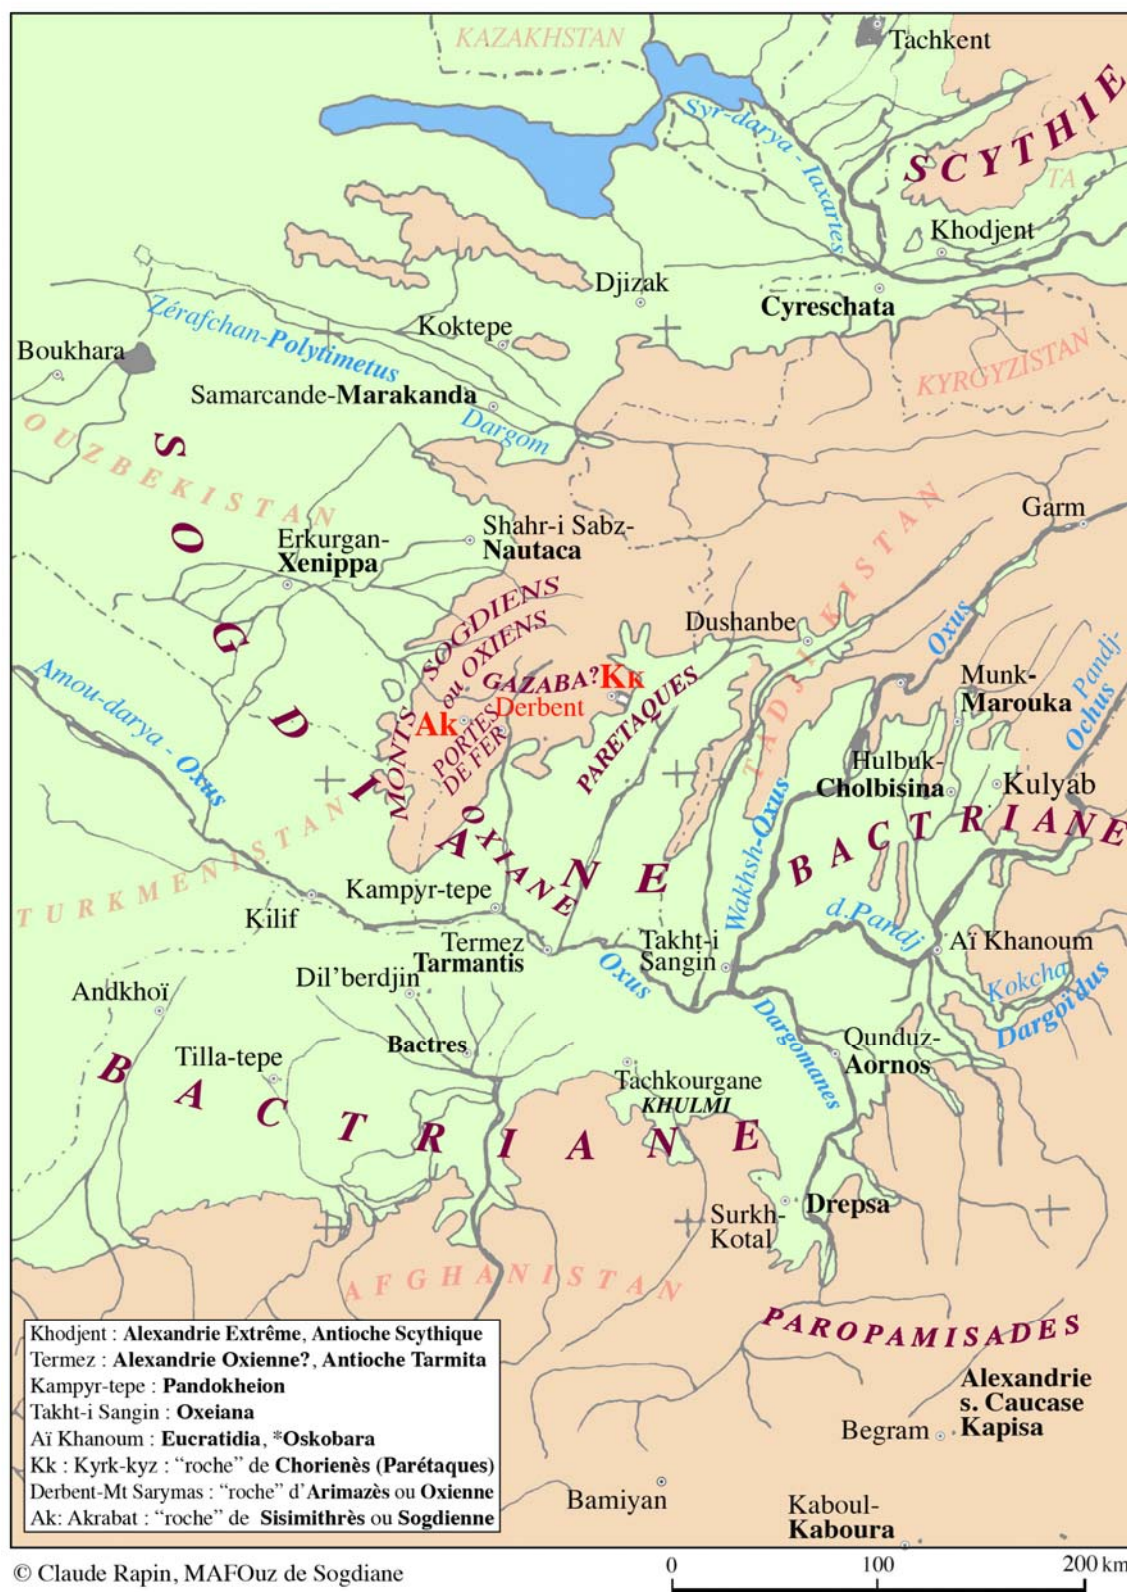 KAZAKHSTAN
Tachkent
SCYTHIE
Syr-darya - Iaxartes
TA
Khodjent
Djizak
Cyreschata
Zérafchan-Polytimetus
Koktepe
Boukhara
KYRGYZISTAN
Samarcande-Marakanda
Dargom
OUZBEKISTAN
SOGDIANE
Garm
Erkurgan-
Xenippa
Shahr-i Sabz-
Nautaca
TADJIKISTAN
MONTS SOGDIENS
ou OXIENS
Dushanbe
Oxus
GAZABA?
Kk
Derbent
Ak
PORTES
DE FER
PARETAQUES
Munk-
Marouka
Pandj-
Ochus
Amou-darya - Oxus
Hulbuk-
Cholbisina
Kulyab
TURKMENISTAN
OXIANE
Wakhsh-Oxus
BACTRIANE
Kampyr-tepe
Kilif
d.Pandj
Termez
Tarmantis
Takht-i
Sangin
Aï Khanoum
Oxus
Dil'berdjin
Kokcha
Dargoïdus
Andkhoï
Dargomanes
Bactres
Qunduz-
Aornos
Tilla-tepe
Tachkourgane
KHULMI
BACTRIANE
Surkh-
Kotal
Drepsa
AFGHANISTAN
PAROPAMISADES
Khodjent : Alexandrie Extrême, Antioche Scythique
Termez : Alexandrie Oxienne?, Antioche Tarmita
Kampyr-tepe : Pandokheion
Takht-i Sangin : Oxeiana
Aï Khanoum : Eucratidia, *Oskobara
Kk : Kyrk-kyz : “roche” de Chorienès (Parétaques)
Derbent-Mt Sarymas : “roche” d'Arimazès ou Oxienne
Ak: Akrabat : “roche” de Sisimithrès ou Sogdienne
Alexandrie
s. Caucase
Kapisa
Begram
Bamiyan
Kaboul-
Kaboura
© Claude Rapin, MAFOuz de Sogdiane
0 100 200 km